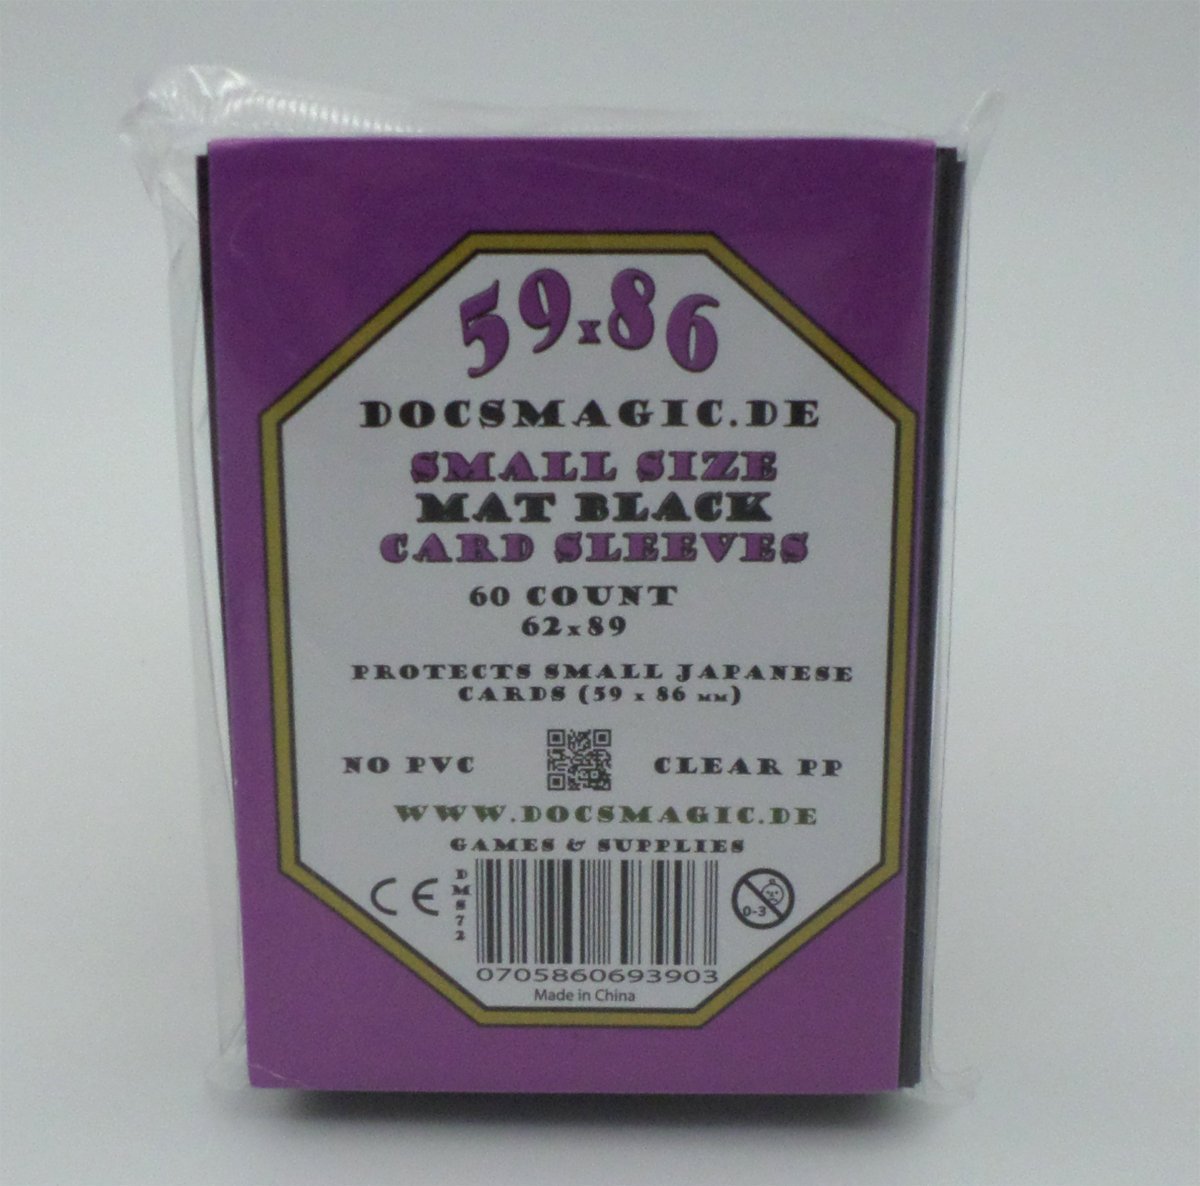 59x86
DOCSMAGIC.DE
SMALL SIZE
MAT BLACK
CARD SLEEVES
60 COUNT
62x89
PROTECTS SMALL JAPANESE
CARDS (59 x 86 MM)
NO PVC CLEAR PP
WWW.DOCSMAGIC.DE
GAMES & SUPPLIES
CE
DMS72
0-3
0705860693903
Made in China